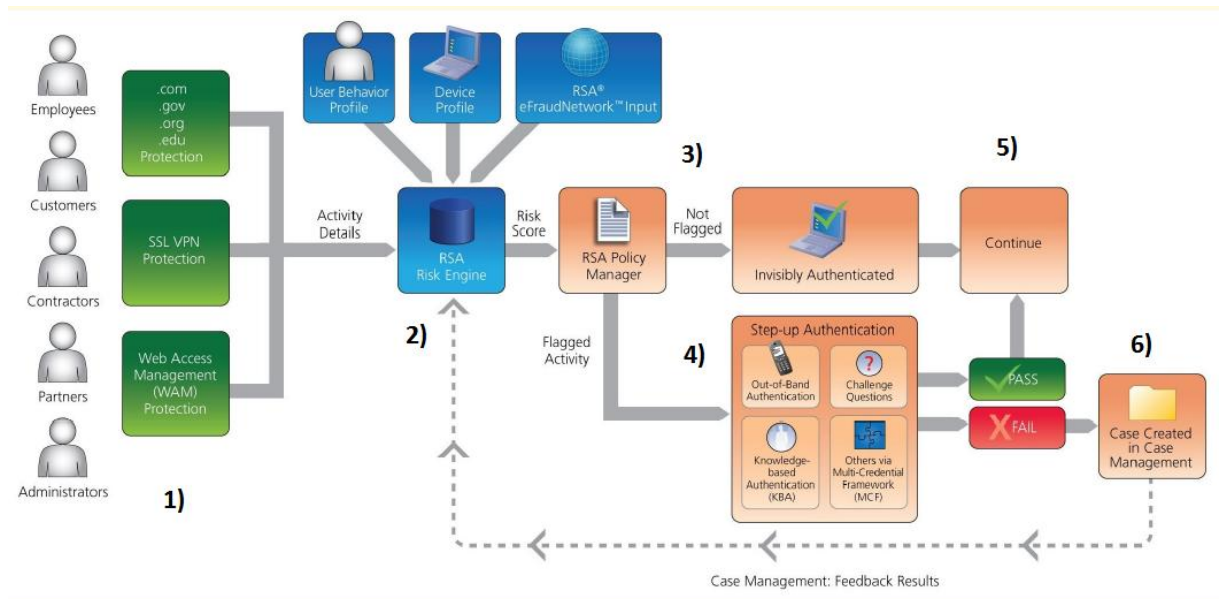 Employees
Customers
Contractors
Partners
Administrators
1)
.com
.gov
.org
.edu
Protection
SSL VPN
Protection
Web Access
Management
(WAM)
Protection
Activity
Details
User Behavior
Profile
Device
Profile
RSA®
eFraudNetwork™ Input
RSA
Risk Engine
2)
Risk
Score
RSA Policy
Manager
3)
Not
Flagged
Invisibly Authenticated
5)
Continue
Flagged
Activity
4)
Step-up Authentication
Out-of-Band
Authentication
?
Challenge
Questions
Knowledge-
based
Authentication
(KBA)
Others via
Multi-Credential
Framework
(MCF)
PASS
FAIL
6)
Case Created
in Case
Management
Case Management: Feedback Results